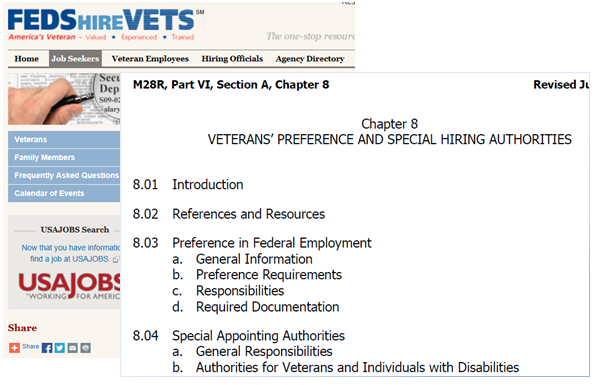 FEDSHIREVETS SM
America's Veteran • Valued ★ Experienced ★ Trained
The one-stop
Home Job Seekers Veteran Employees Hiring Officials Agency Directory
Veterans
Family Members
Frequently Asked Questions
Calendar of Events
USAJOBS Search
Now that you have
find a job at USAJOBS.
USAJOBS
"WORKING FOR
Share
Share
M28R, Part VI, Section A, Chapter 8 Revised
Chapter 8
VETERANS' PREFERENCE AND SPECIAL HIRING AUTHORITIES
8.01 Introduction
8.02 References and Resources
8.03 Preference in Federal Employment
a. General Information
b. Preference Requirements
c. Responsibilities
d. Required Documentation
8.04 Special Appointing Authorities
a. General Responsibilities
b. Authorities for Veterans and Individuals with Disabilities